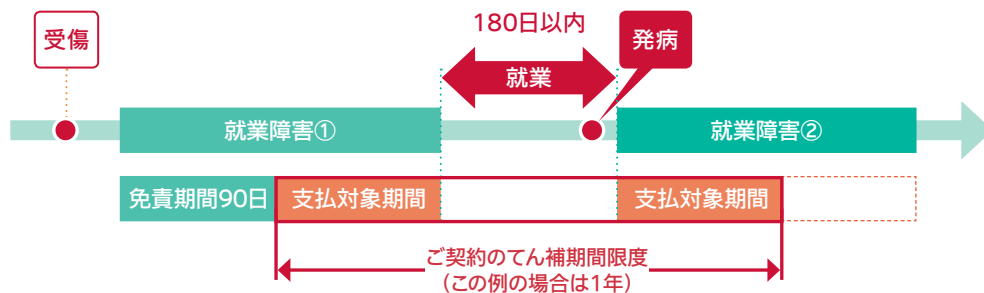 180日以内
受傷
発病
就業
就業障害①
就業障害②
免責期間90日
支払対象期間
支払対象期間
ご契約のてん補期間限度
（この例の場合は1年）